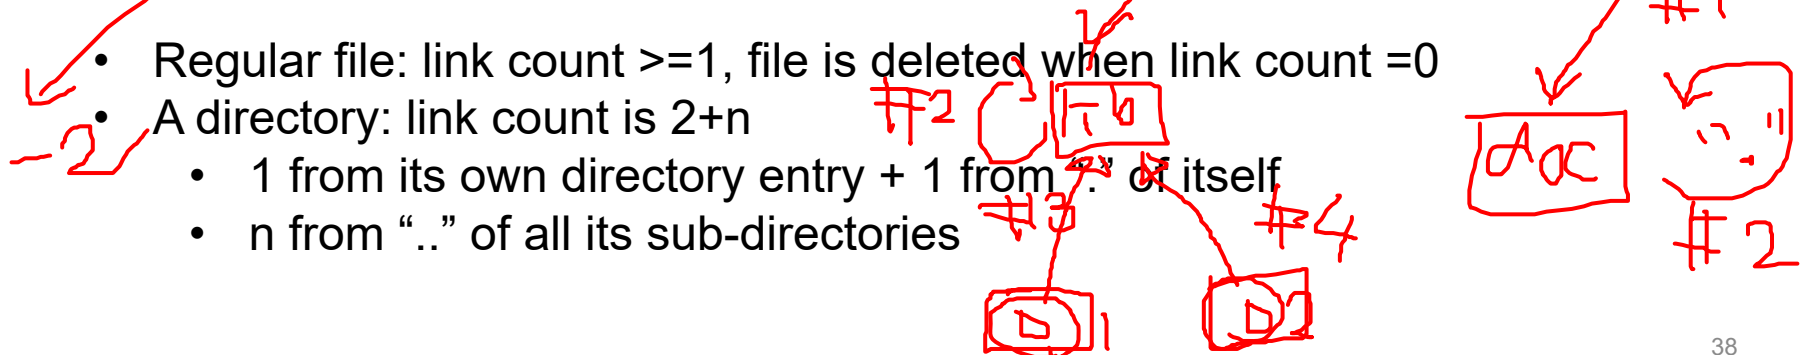 #1
• Regular file: link count >=1, file is deleted when link count =0
#2
• A directory: link count is 2+n
-2
doc
• 1 from its own directory entry + 1 from “.” of itself
#3
#4
#2
• n from “..” of all its sub-directories
D1
D2
38